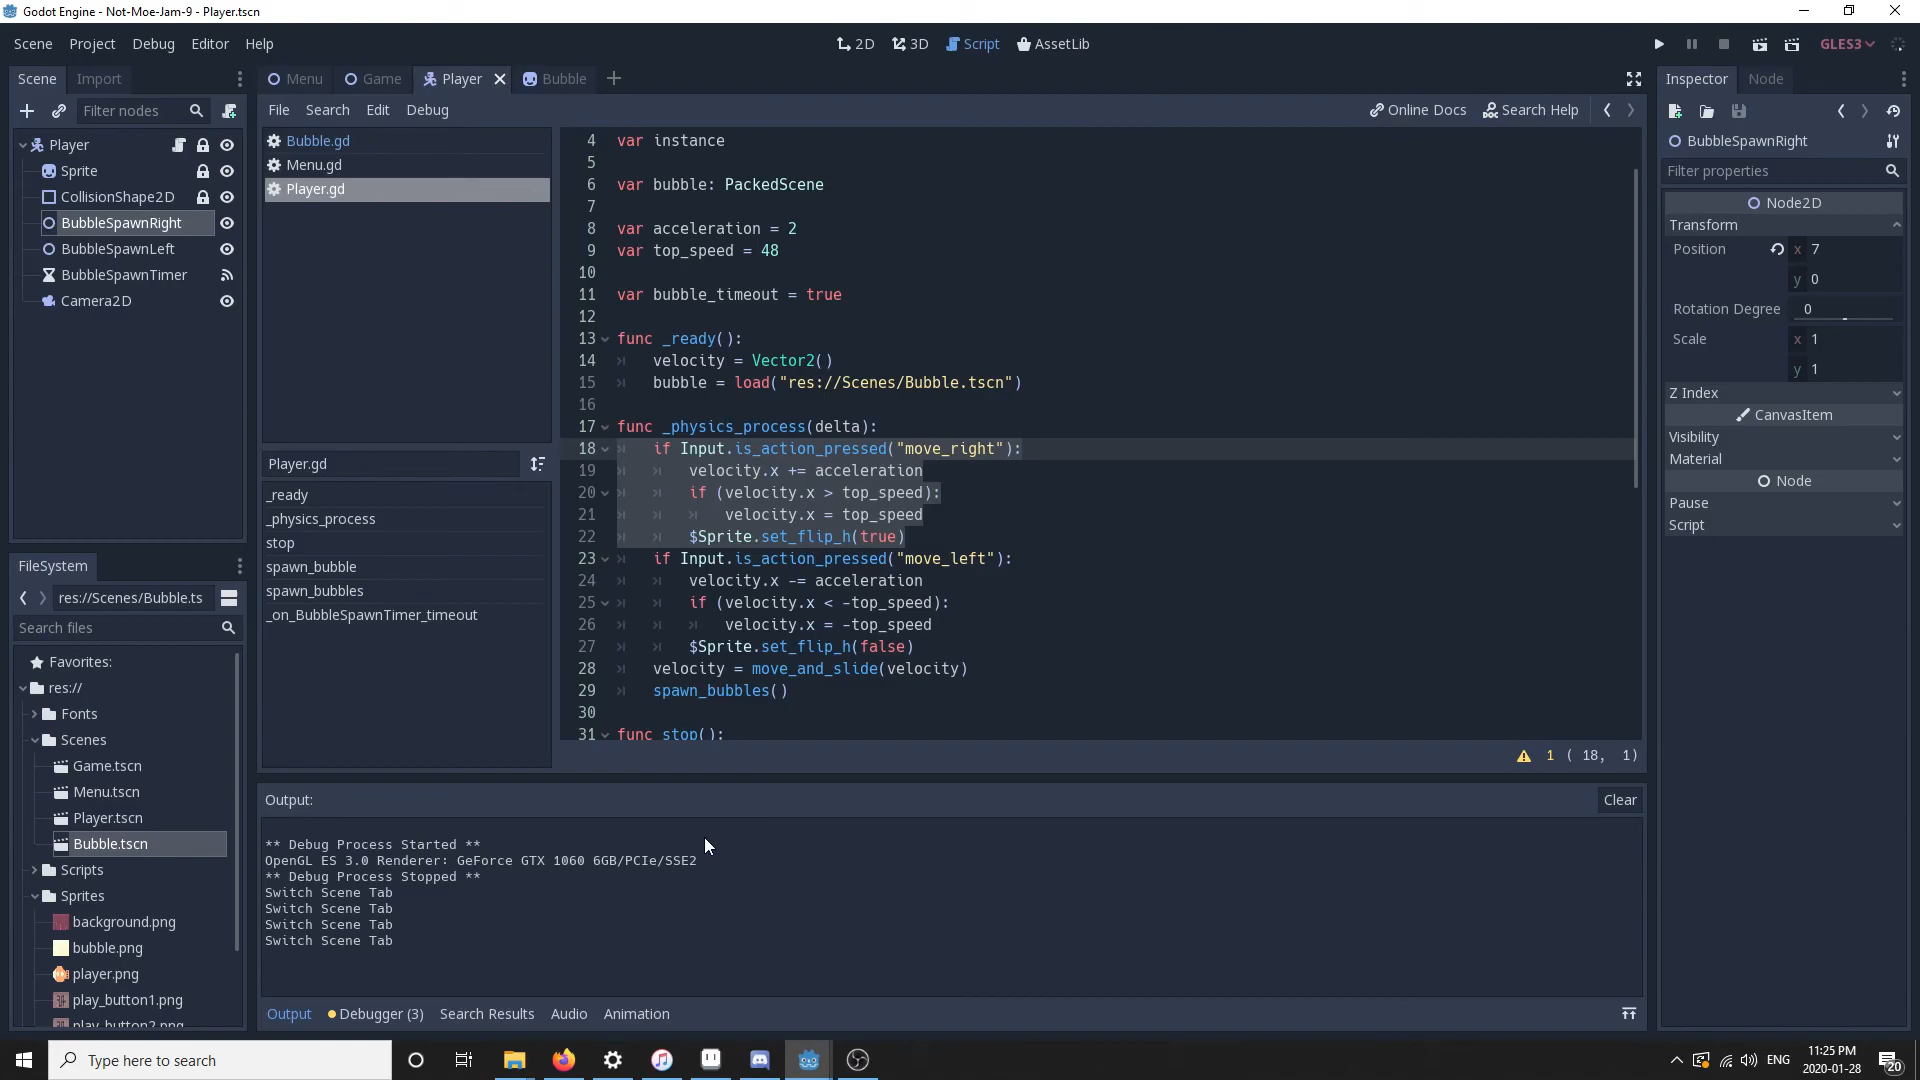 Godot Engine - Not-Moe-Jam-9 - Player.tscn
Scene Project Debug Editor Help
2D 3D Script AssetLib
GLES3
Scene Import
Menu Game Player Bubble
Inspector Node
Filter nodes
File Search Edit Debug
Online Docs Search Help
Player
Sprite
CollisionShape2D
BubbleSpawnRight
BubbleSpawnLeft
BubbleSpawnTimer
Camera2D
Bubble.gd
Menu.gd
Player.gd
Player.gd
_ready
_physics_process
stop
spawn_bubble
spawn_bubbles
_on_BubbleSpawnTimer_timeout
4 var instance
5
6 var bubble: PackedScene
7
8 var acceleration = 2
9 var top_speed = 48
10
11 var bubble_timeout = true
12
13 func _ready():
14 velocity = Vector2()
15 bubble = load("res://Scenes/Bubble.tscn")
16
17 func _physics_process(delta):
18 if Input.is_action_pressed("move_right"):
19 velocity.x += acceleration
20 if (velocity.x > top_speed):
21 velocity.x = top_speed
22 $Sprite.set_flip_h(true)
23 if Input.is_action_pressed("move_left"):
24 velocity.x -= acceleration
25 if (velocity.x < -top_speed):
26 velocity.x = -top_speed
27 $Sprite.set_flip_h(false)
28 velocity = move_and_slide(velocity)
29 spawn_bubbles()
30
31 func stop():
1 ( 18, 1)
BubbleSpawnRight
Filter properties
Node2D
Transform
Position x 7
y 0
Rotation Degree 0
Scale x 1
y 1
Z Index
CanvasItem
Visibility
Material
Node
Pause
Script
FileSystem
res://Scenes/Bubble.ts
Search files
Favorites:
res://
Fonts
Scenes
Game.tscn
Menu.tscn
Player.tscn
Bubble.tscn
Scripts
Sprites
background.png
bubble.png
player.png
play_button1.png
play_button2.png
Output:
Clear
** Debug Process Started **
OpenGL ES 3.0 Renderer: GeForce GTX 1060 6GB/PCIe/SSE2
** Debug Process Stopped **
Switch Scene Tab
Switch Scene Tab
Switch Scene Tab
Switch Scene Tab
Output Debugger (3) Search Results Audio Animation
Type here to search
ENG
11:25 PM
2020-01-28
20